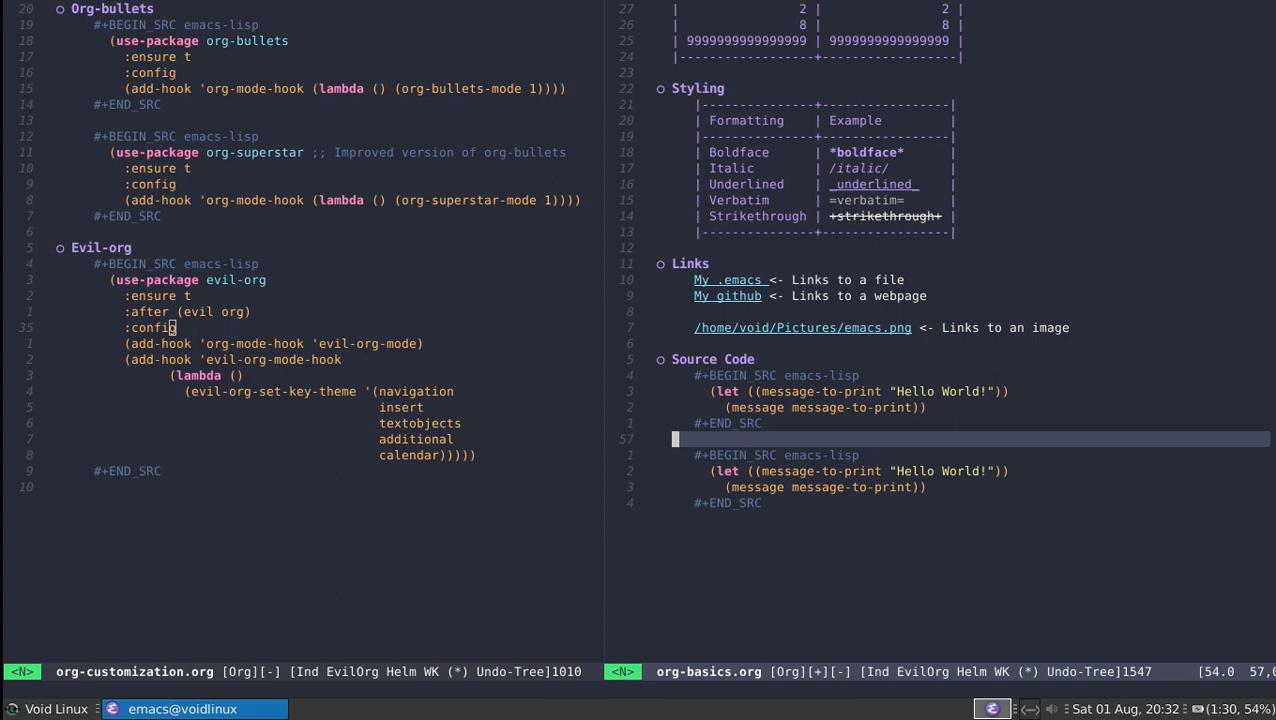 20 ○ Org-bullets
19 #+BEGIN_SRC emacs-lisp
18 (use-package org-bullets
17 :ensure t
16 :config
15 (add-hook 'org-mode-hook (lambda () (org-bullets-mode 1))))
14 #+END_SRC
13
12 #+BEGIN_SRC emacs-lisp
11 (use-package org-superstar ;; Improved version of org-bullets
10 :ensure t
9 :config
8 (add-hook 'org-mode-hook (lambda () (org-superstar-mode 1))))
7 #+END_SRC
6
5 ○ Evil-org
4 #+BEGIN_SRC emacs-lisp
3 (use-package evil-org
2 :ensure t
1 :after (evil org)
35 :config
1 (add-hook 'org-mode-hook 'evil-org-mode)
2 (add-hook 'evil-org-mode-hook
3 (lambda ()
4 (evil-org-set-key-theme '(navigation
5 insert
6 textobjects
7 additional
8 calendar)))))
9 #+END_SRC
10
<N> org-customization.org [Org][-] [Ind EvilOrg Helm WK (*) Undo-Tree]1010
27 | 2 | 2 |
26 | 8 | 8 |
25 | 9999999999999999 | 9999999999999999 |
24 |-----------------+-----------------|
23
22 ○ Styling
21 |---------------+-----------------|
20 | Formatting | Example |
19 |---------------+-----------------|
18 | Boldface | *boldface* |
17 | Italic | /italic/ |
16 | Underlined | _underlined_ |
15 | Verbatim | =verbatim= |
14 | Strikethrough | +strikethrough+ |
13 |---------------+-----------------|
12
11 ○ Links
10 My .emacs <- Links to a file
9 My github <- Links to a webpage
8
7 /home/void/Pictures/emacs.png <- Links to an image
6
5 ○ Source Code
4 #+BEGIN_SRC emacs-lisp
3 (let ((message-to-print "Hello World!"))
2 (message message-to-print))
1 #+END_SRC
57
1 #+BEGIN_SRC emacs-lisp
2 (let ((message-to-print "Hello World!"))
3 (message message-to-print))
4 #+END_SRC
<N> org-basics.org [Org][+][-] [Ind EvilOrg Helm WK (*) Undo-Tree]1547 [54.0 57,0
Void Linux emacs@voidlinux Sat 01 Aug, 20:32 (1:30, 54%)